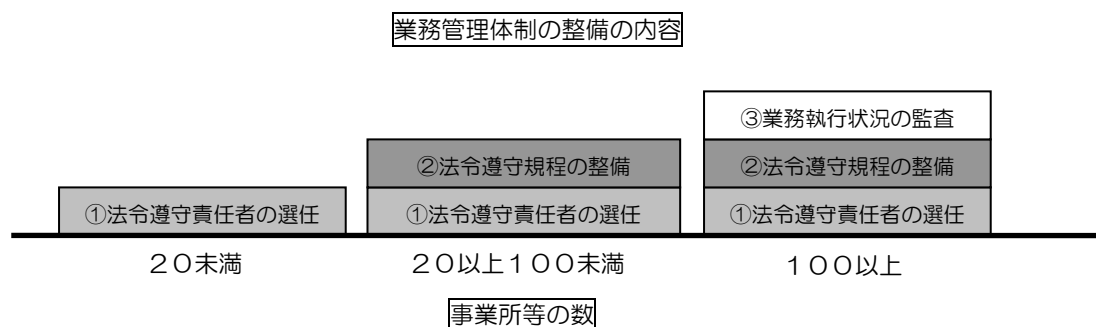 業務管理体制の整備の内容
③業務執行状況の監査
②法令遵守規程の整備 ②法令遵守規程の整備
①法令遵守責任者の選任 ①法令遵守責任者の選任 ①法令遵守責任者の選任
２０未満 ２０以上１００未満 １００以上
事業所等の数